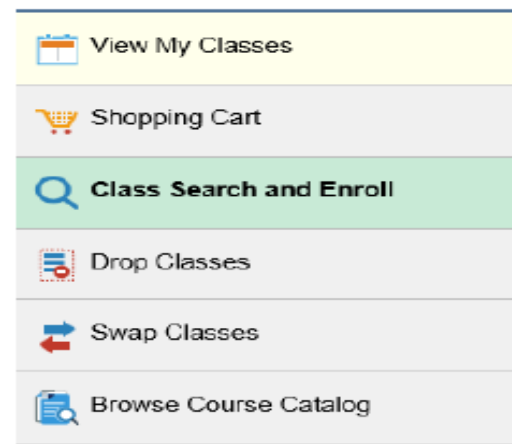 View My Classes
Shopping Cart
Class Search and Enroll
Drop Classes
Swap Classes
Browse Course Catalog